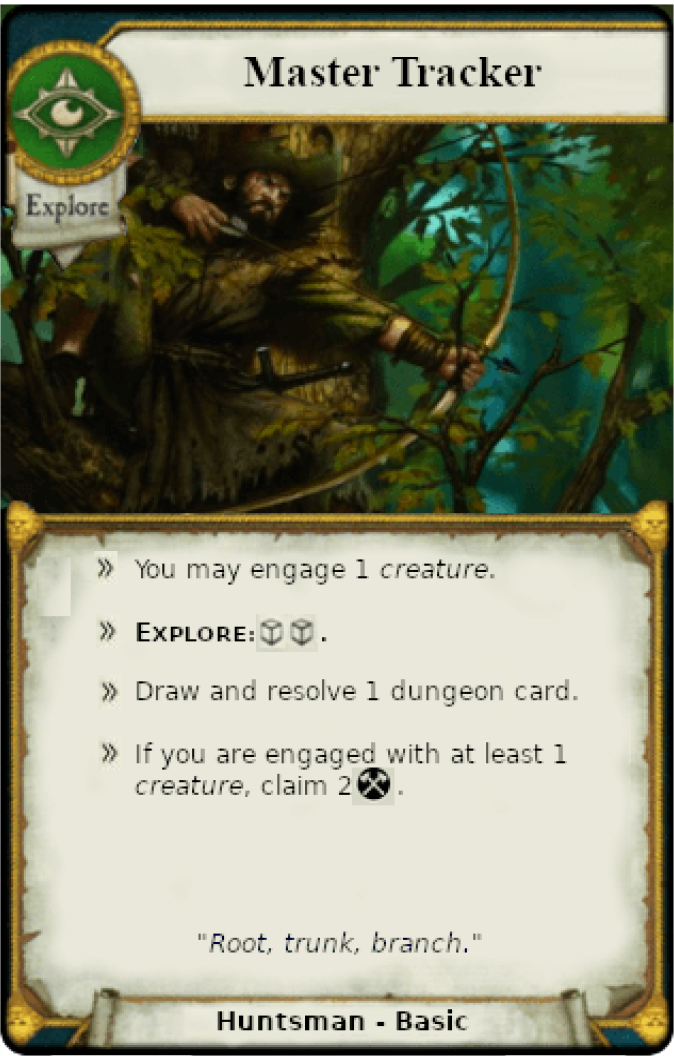 Master Tracker
Explore
» You may engage 1 creature.
» EXPLORE: .
» Draw and resolve 1 dungeon card.
» If you are engaged with at least 1
creature, claim 2 .
"Root, trunk, branch."
Huntsman - Basic